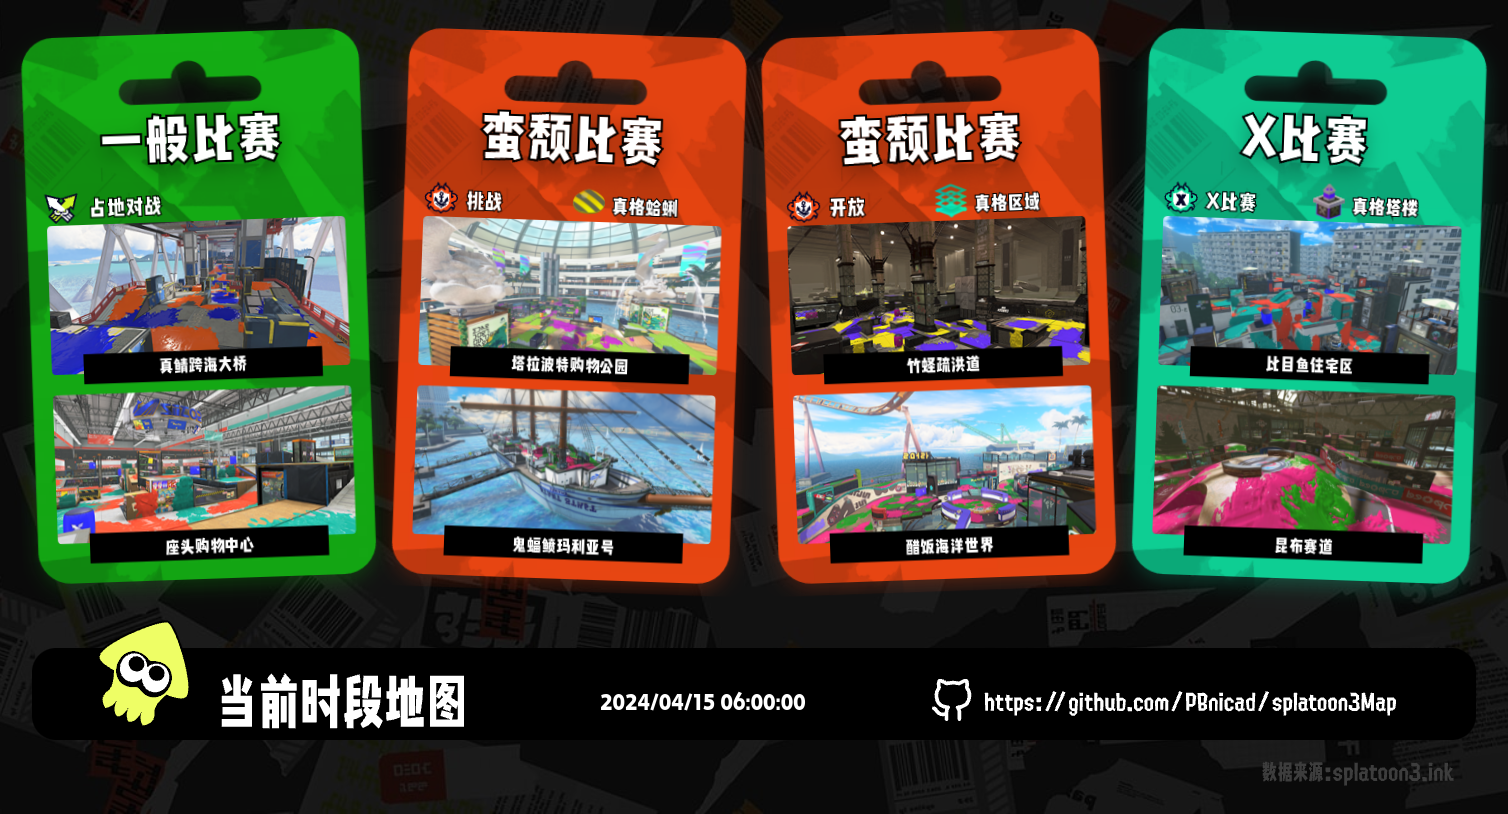 一般比赛
占地对战
真鲭跨海大桥
座头购物中心
蛮颓比赛
挑战
真格蛤蜊
塔拉波特购物公园
鬼蝠鲼玛利亚号
蛮颓比赛
开放
真格区域
竹蛏疏洪道
醋饭海洋世界
X比赛
X比赛
真格塔楼
比目鱼住宅区
昆布赛道
当前时段地图
2024/04/15 06:00:00
https://github.com/PBnicad/splatoon3Map
数据来源:splatoon3.ink